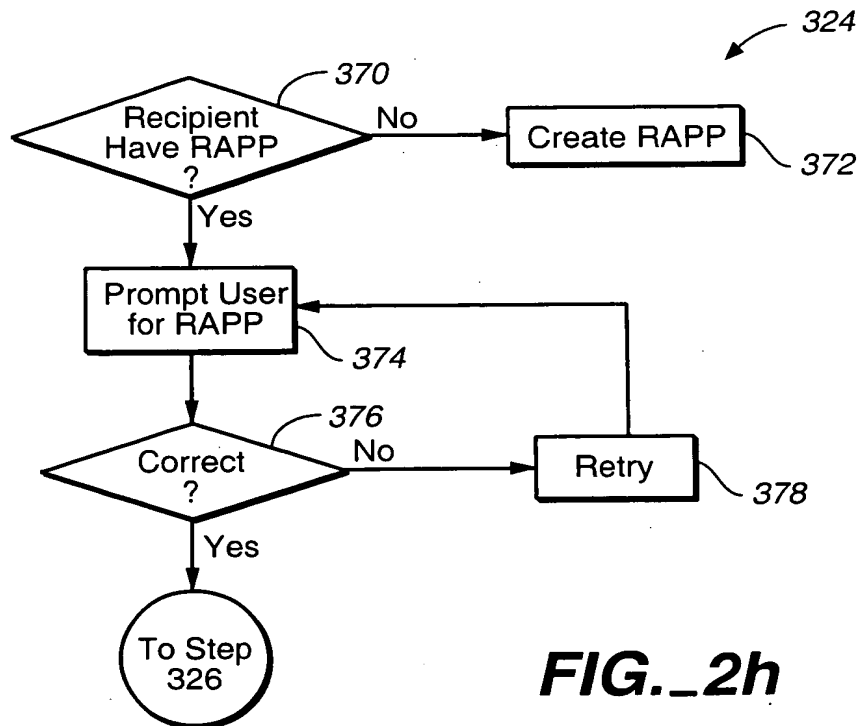 324
370
Recipient
Have RAPP
?
No
Create RAPP
372
Yes
Prompt User
for RAPP
374
376
Correct
?
No
Retry
378
Yes
To Step
326
FIG._2h